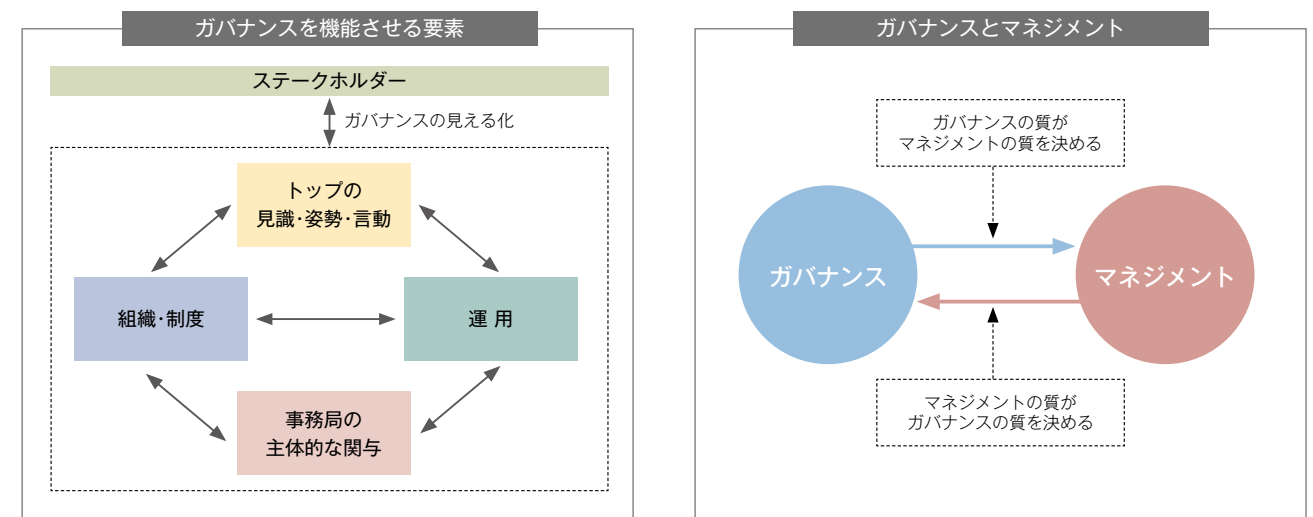 ガバナンスを機能させる要素
ステークホルダー
ガバナンスの見える化
トップの
見識・姿勢・言動
組織・制度
運 用
事務局の
主体的な関与
ガバナンスとマネジメント
ガバナンスの質が
マネジメントの質を決める
ガバナンス
マネジメント
マネジメントの質が
ガバナンスの質を決める